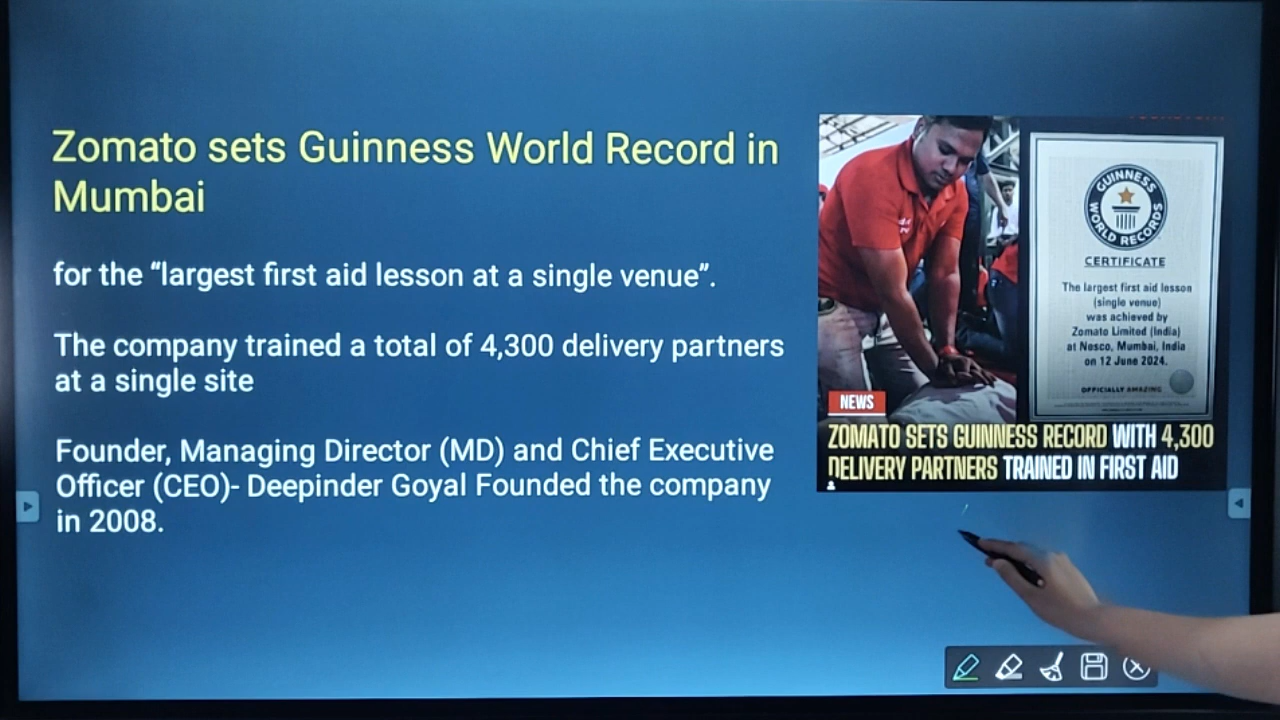 Zomato sets Guinness World Record in
Mumbai
for the “largest first aid lesson at a single venue”.
The company trained a total of 4,300 delivery partners
at a single site
Founder, Managing Director (MD) and Chief Executive
Officer (CEO)- Deepinder Goyal Founded the company
in 2008.
GUINNESS
WORLD RECORDS
CERTIFICATE
The largest first aid lesson
(single venue)
was achieved by
Zomato Limited (India)
at Nesco, Mumbai, India
on 12 June 2024.
OFFICIALLY AMAZING
NEWS
ZOMATO SETS GUINNESS RECORD WITH 4,300
DELIVERY PARTNERS TRAINED IN FIRST AID